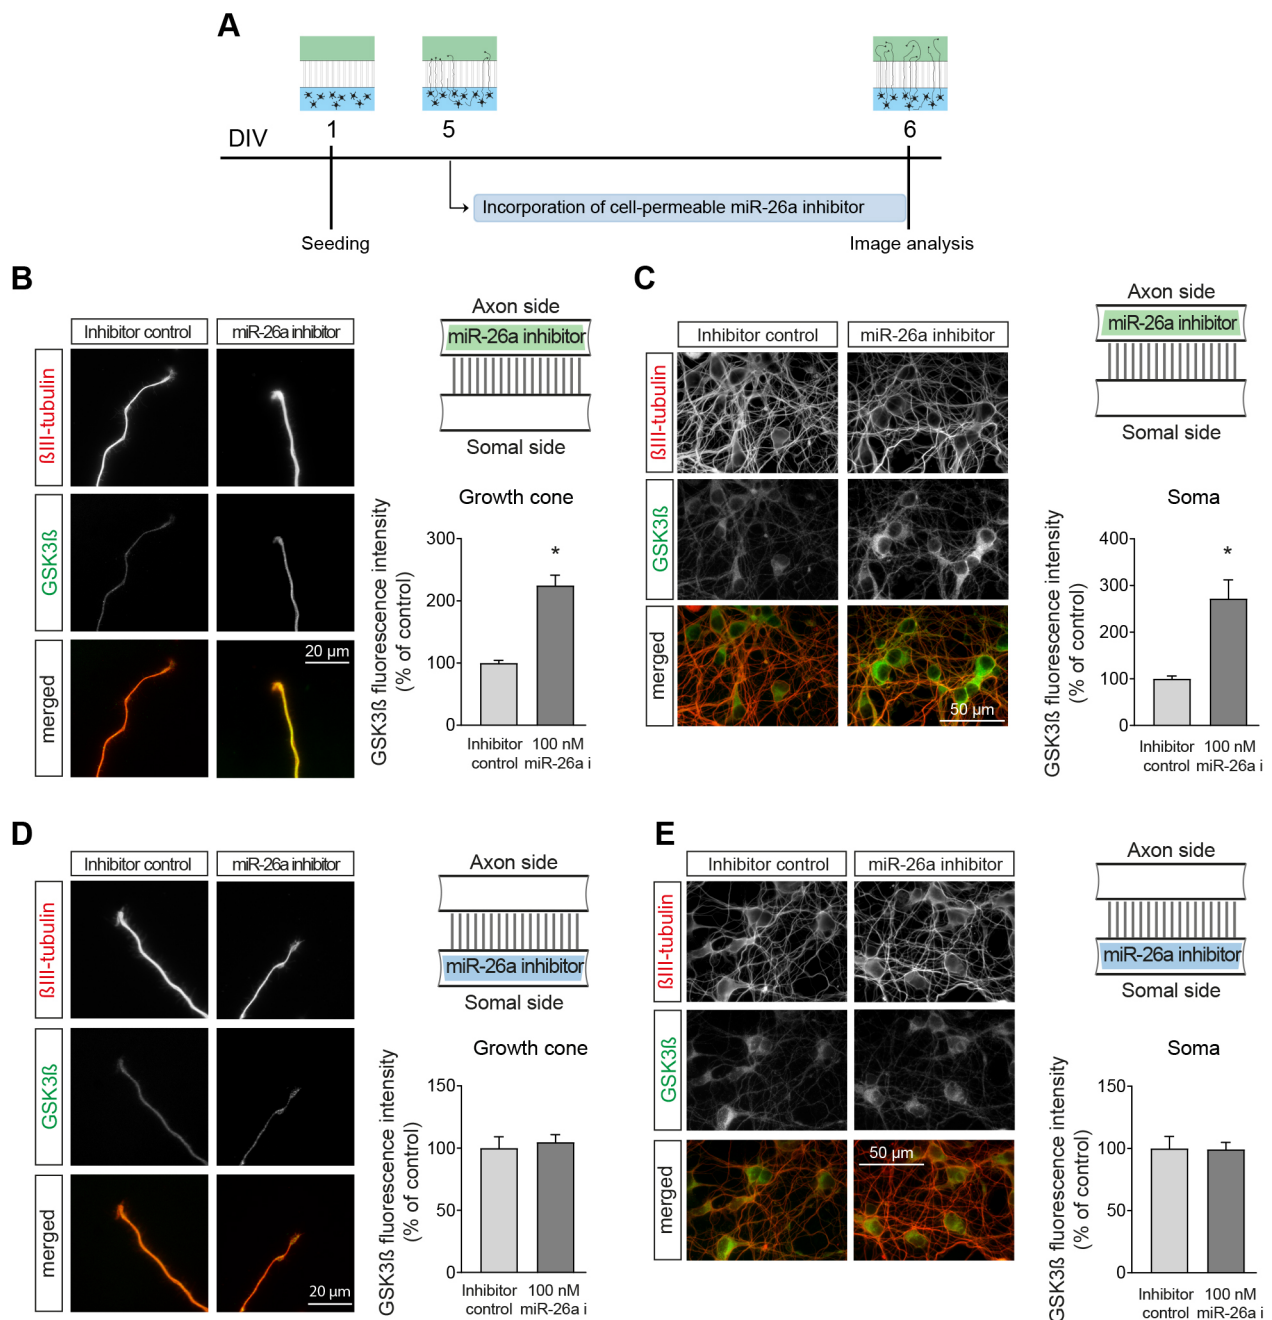 A
1
5
6
DIV
Incorporation of cell-permeable miR-26a inhibitor
Seeding
Image analysis
B
Inhibitor control
miR-26a inhibitor
ßIII-tubulin
GSK3ß
merged
20 µm
Axon side
miR-26a inhibitor
Somal side
Growth cone
GSK3ß fluorescence intensity
(% of control)
300
200
100
0
*
Inhibitor
control
100 nM
miR-26a i
C
Inhibitor control
miR-26a inhibitor
ßIII-tubulin
GSK3ß
merged
50 µm
Axon side
miR-26a inhibitor
Somal side
Soma
GSK3ß fluorescence intensity
(% of control)
400
300
200
100
0
*
Inhibitor
control
100 nM
miR-26a i
D
Inhibitor control
miR-26a inhibitor
ßIII-tubulin
GSK3ß
merged
20 µm
Axon side
miR-26a inhibitor
Somal side
Growth cone
GSK3ß fluorescence intensity
(% of control)
150
100
50
0
Inhibitor
control
100 nM
miR-26a i
E
Inhibitor control
miR-26a inhibitor
ßIII-tubulin
GSK3ß
merged
50 µm
Axon side
miR-26a inhibitor
Somal side
Soma
GSK3ß fluorescence intensity
(% of control)
150
100
50
0
Inhibitor
control
100 nM
miR-26a i